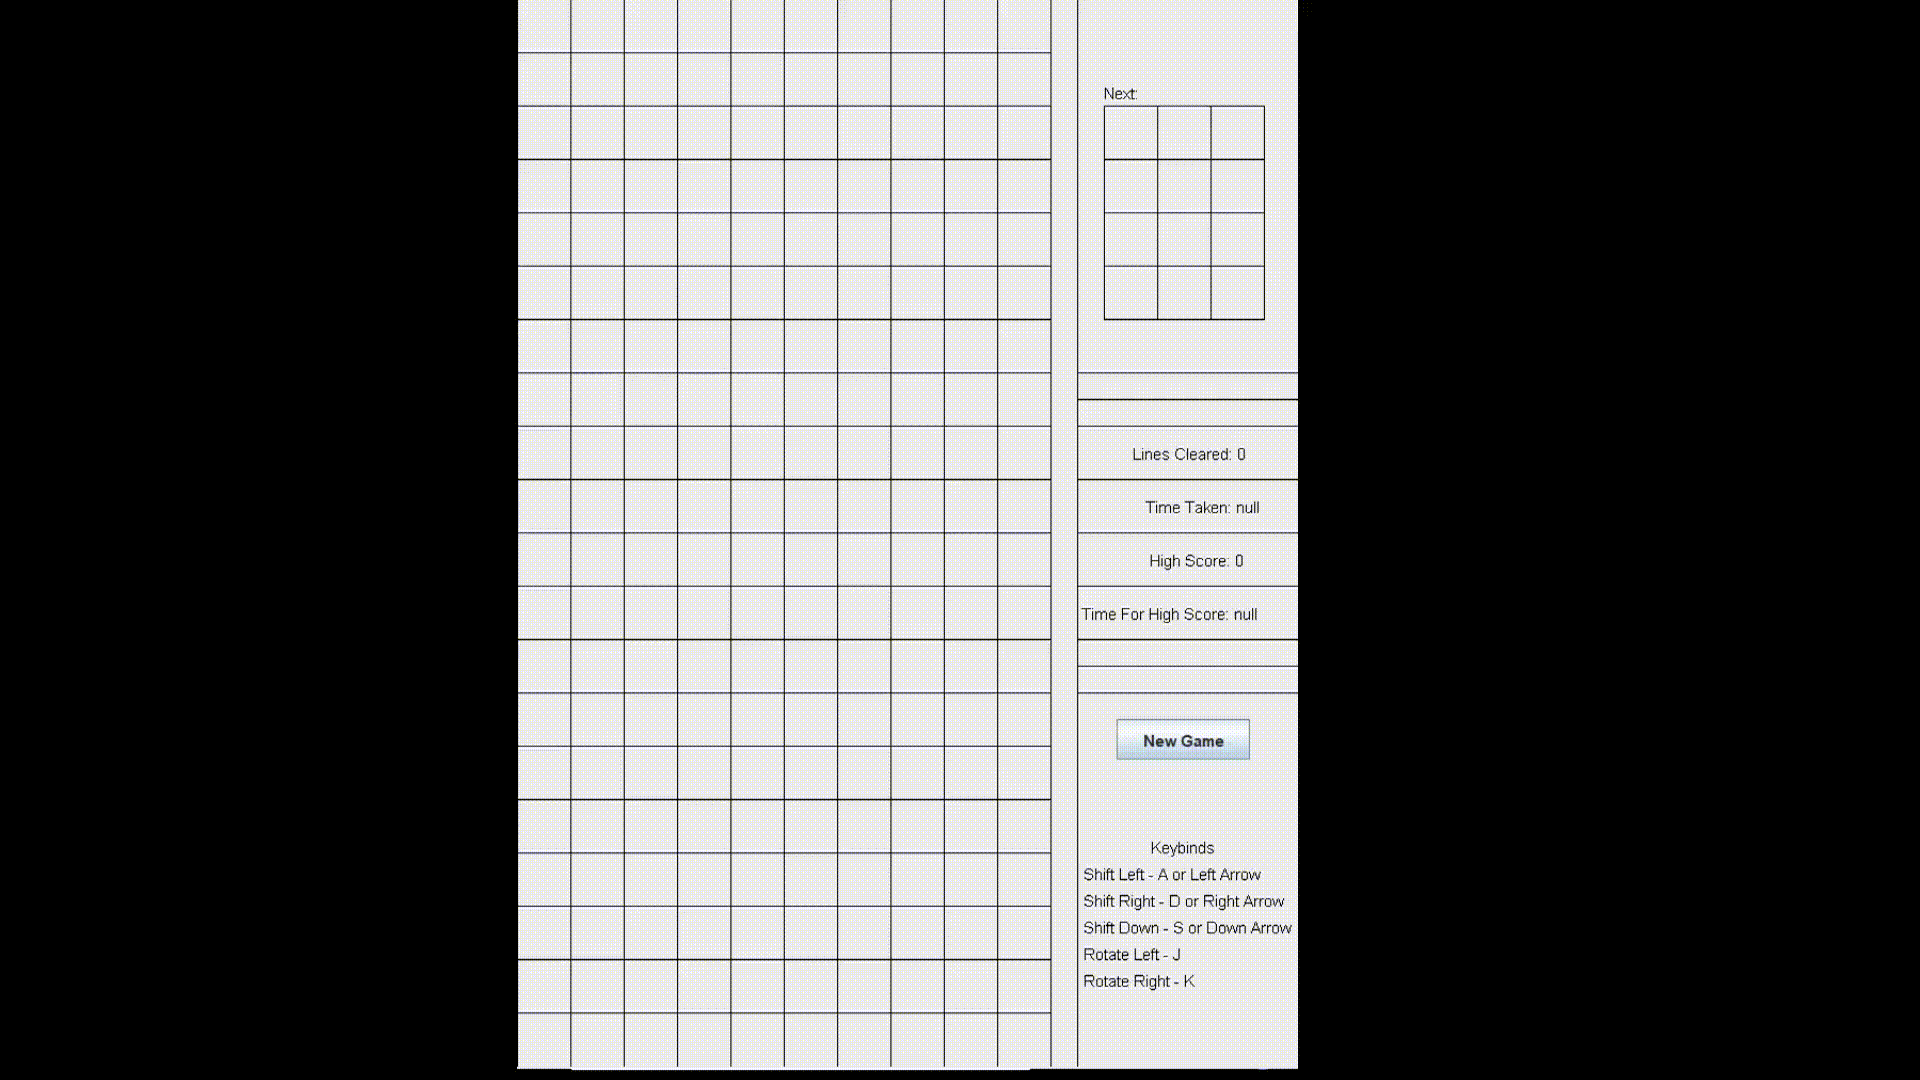 Next:
Lines Cleared: 0
Time Taken: null
High Score: 0
Time For High Score: null
New Game
Keybinds
Shift Left - A or Left Arrow
Shift Right - D or Right Arrow
Shift Down - S or Down Arrow
Rotate Left - J
Rotate Right - K